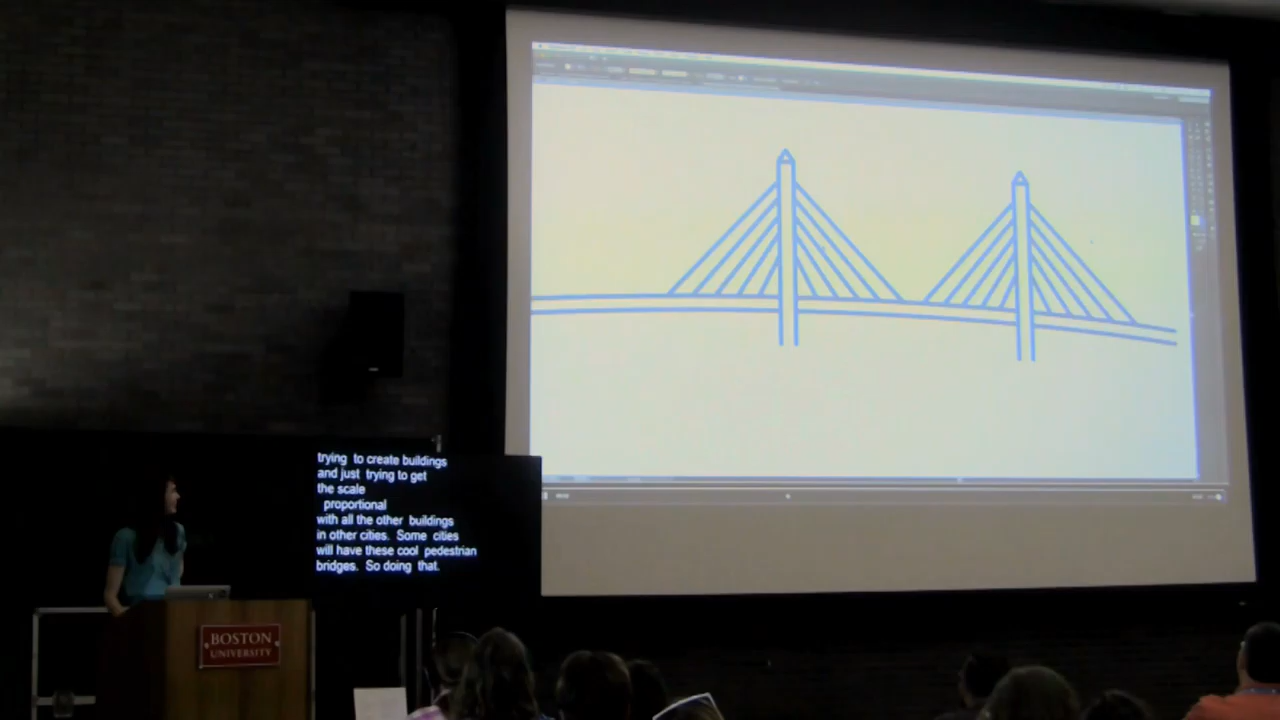 trying to create buildings
and just trying to get
the scale
proportional
with all the other buildings
in other cities. Some cities
will have these cool pedestrian
bridges. So doing that.
BOSTON
UNIVERSITY